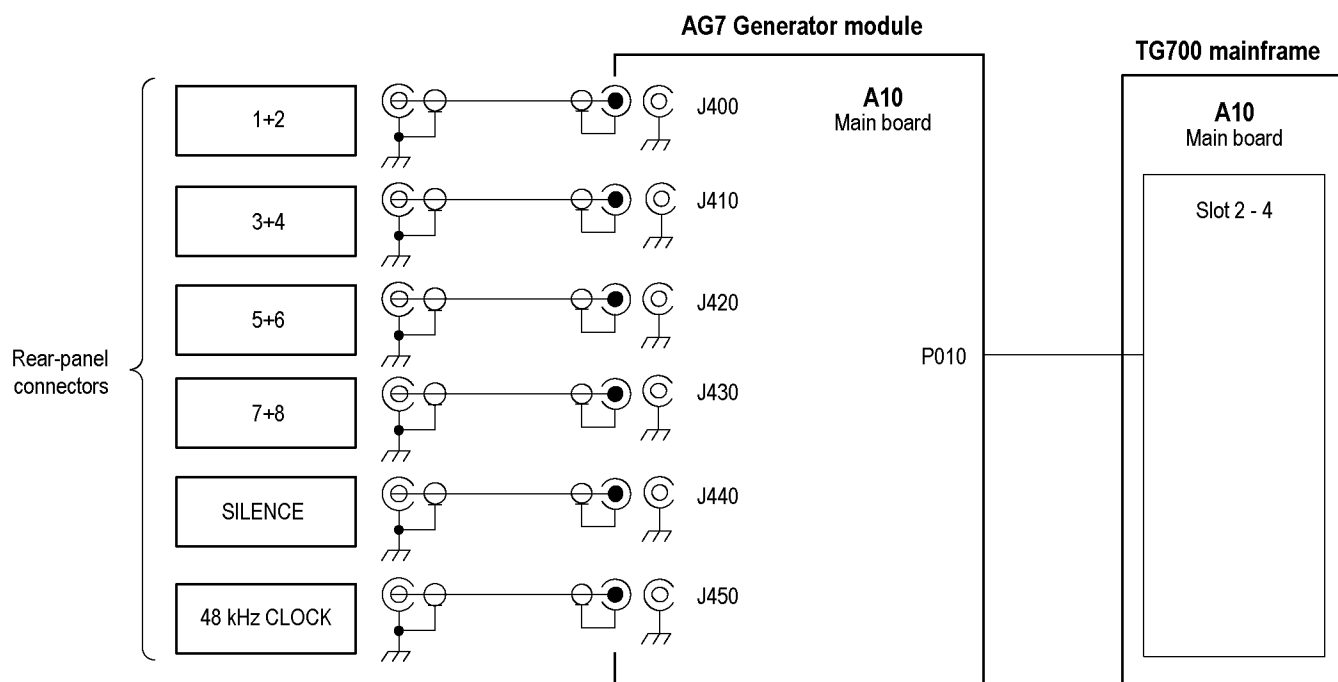 AG7 Generator module
TG700 mainframe
1+2
J400
A10
Main board
A10
Main board
3+4
J410
Slot 2 - 4
5+6
J420
Rear-panel
connectors
P010
7+8
J430
SILENCE
J440
48 kHz CLOCK
J450